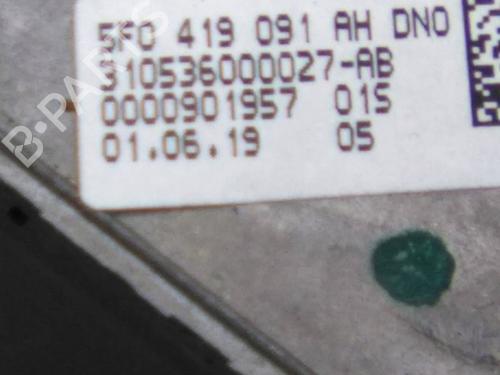 5F0 419 091 AH DNO
310536000027-AB
0000901957 01S
01.06.19 05
B-PARTS